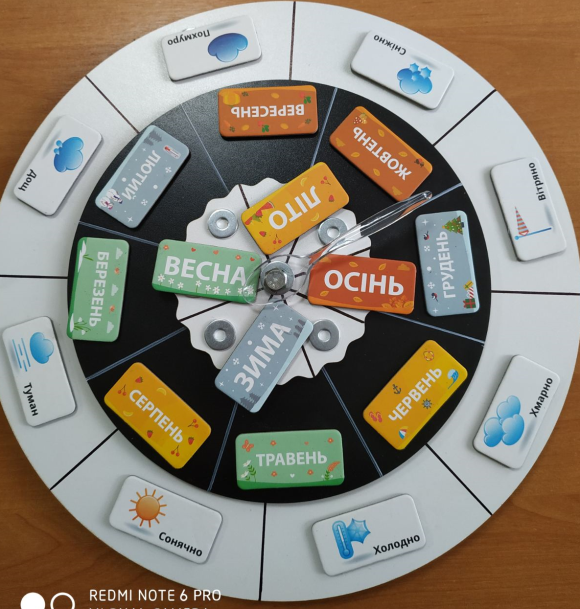 Похмуро
Сніжно
Вітряно
Хмарно
Холодно
Сонячно
Туман
Дощ
ВЕРЕСЕНЬ
ЖОВТЕНЬ
ГРУДЕНЬ
ЧЕРВЕНЬ
ТРАВЕНЬ
СЕРПЕНЬ
БЕРЕЗЕНЬ
ЛЮТИЙ
ЛІТО
ОСІНЬ
ЗИМА
ВЕСНА
REDMI NOTE 6 PRO